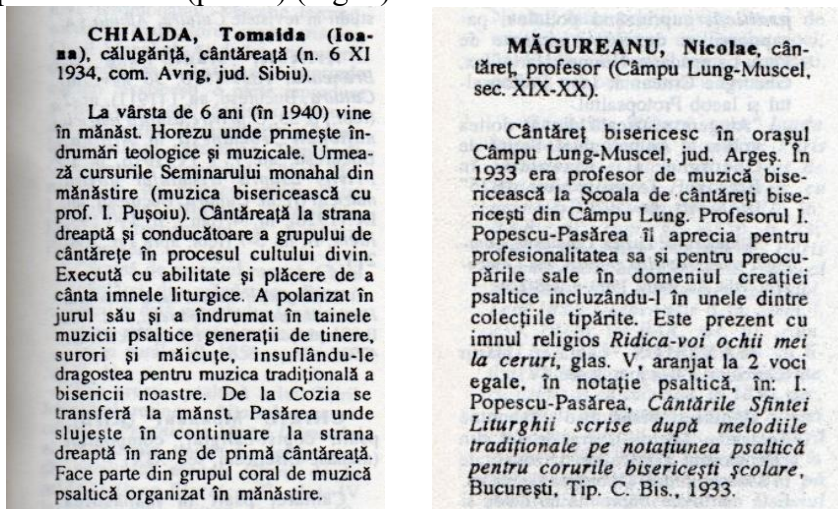 CHIALDA, Tomaida (Ioa-
na), călugăriță, cântăreață (n. 6 XI
1934, com. Avrig, jud. Sibiu).
La vârsta de 6 ani (în 1940) vine
în mănăst. Horezu unde primește în-
drumări teologice și muzicale. Urmea-
ză cursurile Seminarului monahal din
mănăstire (muzica bisericească cu
prof. I. Pușoiu). Cântăreață la strana
dreaptă și conducătoare a grupului de
cântărețe în procesul cultului divin.
Execută cu abilitate și plăcere de a
cânta imnele liturgice. A polarizat în
jurul său și a îndrumat în tainele
muzicii psaltice generații de tinere,
surori și măicuțe, insuflându-le
dragostea pentru muzica tradițională a
bisericii noastre. De la Cozia se
transferă la mănst. Pasărea unde
slujește în continuare la strana
dreaptă în rang de primă cântăreață.
Face parte din grupul coral de muzică
psaltică organizat în mănăstire.
MĂGUREANU, Nicolae, cân-
tăreț, profesor (Câmpu Lung-Muscel,
sec. XIX-XX).
Cântăreț bisericesc în orașul
Câmpu Lung-Muscel, jud. Argeș. În
1933 era profesor de muzică bise-
ricească la Școala de cântăreți bise-
ricești din Câmpu Lung. Profesorul I.
Popescu-Pasărea îl aprecia pentru
profesionalitatea sa și pentru preocu-
pările sale în domeniul creației
psaltice incluzându-l în unele dintre
colecțiile tipărite. Este prezent cu
imnul religios Ridica-voi ochii mei
la ceruri, glas. V, aranjat la 2 voci
egale, în notație psaltică, în: I.
Popescu-Pasărea, Cântările Sfintei
Liturghii scrise după melodiile
tradiționale pe notațiunea psaltică
pentru corurile bisericești școlare,
București, Tip. C. Bis., 1933.